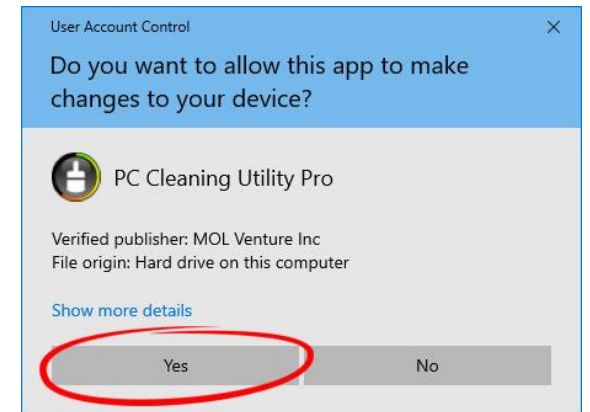 User Account Control
Do you want to allow this app to make
changes to your device?
PC Cleaning Utility Pro
Verified publisher: MOL Venture Inc
File origin: Hard drive on this computer
Show more details
Yes No